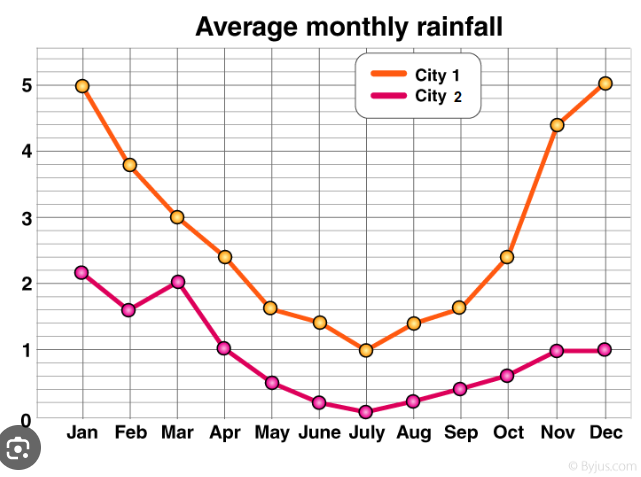 Average monthly rainfall
City 1
City 2
5
4
3
2
1
0
Jan Feb Mar Apr May June July Aug Sep Oct Nov Dec
© Byjus.com